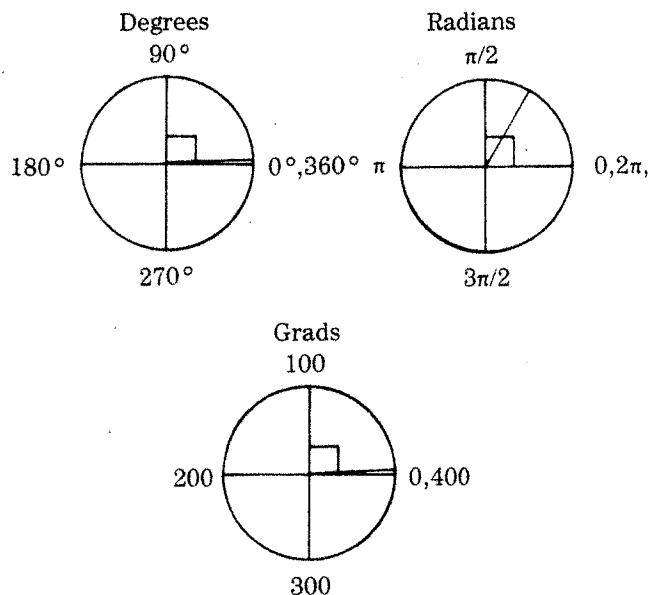 Degrees
90°
180°
0°,360°
270°
Radians
π/2
π
0,2π,
3π/2
Grads
100
200
0,400
300